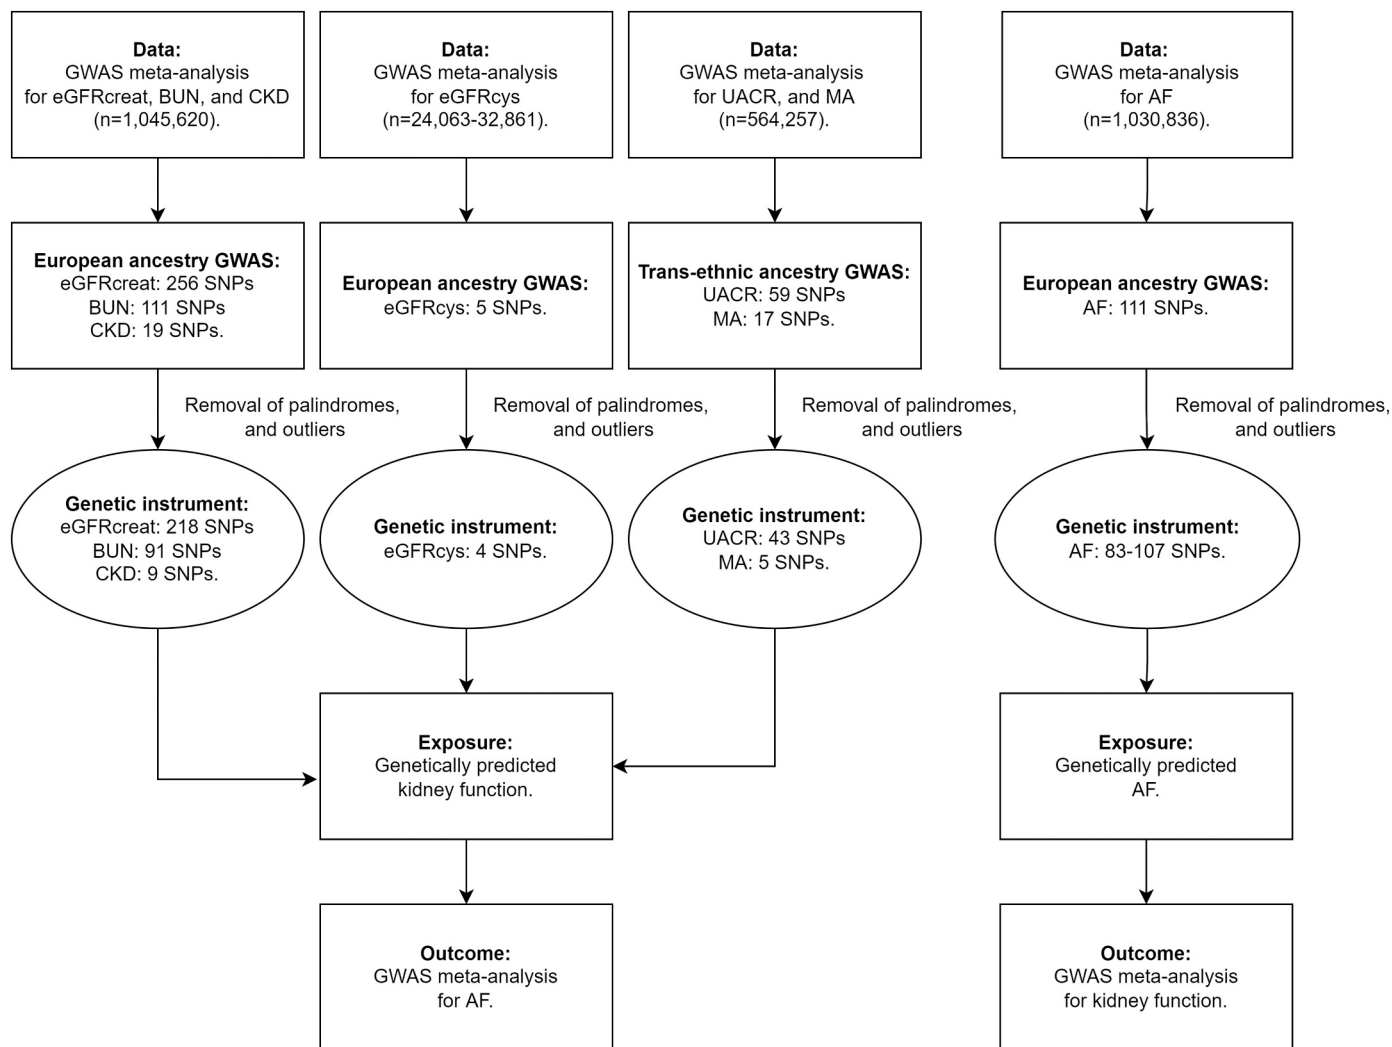 Data:
GWAS meta-analysis
for eGFRcreat, BUN, and CKD
(n=1,045,620).
Data:
GWAS meta-analysis
for eGFRcys
(n=24,063-32,861).
Data:
GWAS meta-analysis
for UACR, and MA
(n=564,257).
Data:
GWAS meta-analysis
for AF
(n=1,030,836).
European ancestry GWAS:
eGFRcreat: 256 SNPs
BUN: 111 SNPs
CKD: 19 SNPs.
European ancestry GWAS:
eGFRcys: 5 SNPs.
Trans-ethnic ancestry GWAS:
UACR: 59 SNPs
MA: 17 SNPs.
European ancestry GWAS:
AF: 111 SNPs.
Removal of palindromes,
and outliers
Removal of palindromes,
and outliers
Removal of palindromes,
and outliers
Removal of palindromes,
and outliers
Genetic instrument:
eGFRcreat: 218 SNPs
BUN: 91 SNPs
CKD: 9 SNPs.
Genetic instrument:
eGFRcys: 4 SNPs.
Genetic instrument:
UACR: 43 SNPs
MA: 5 SNPs.
Genetic instrument:
AF: 83-107 SNPs.
Exposure:
Genetically predicted
kidney function.
Exposure:
Genetically predicted
AF.
Outcome:
GWAS meta-analysis
for AF.
Outcome:
GWAS meta-analysis
for kidney function.